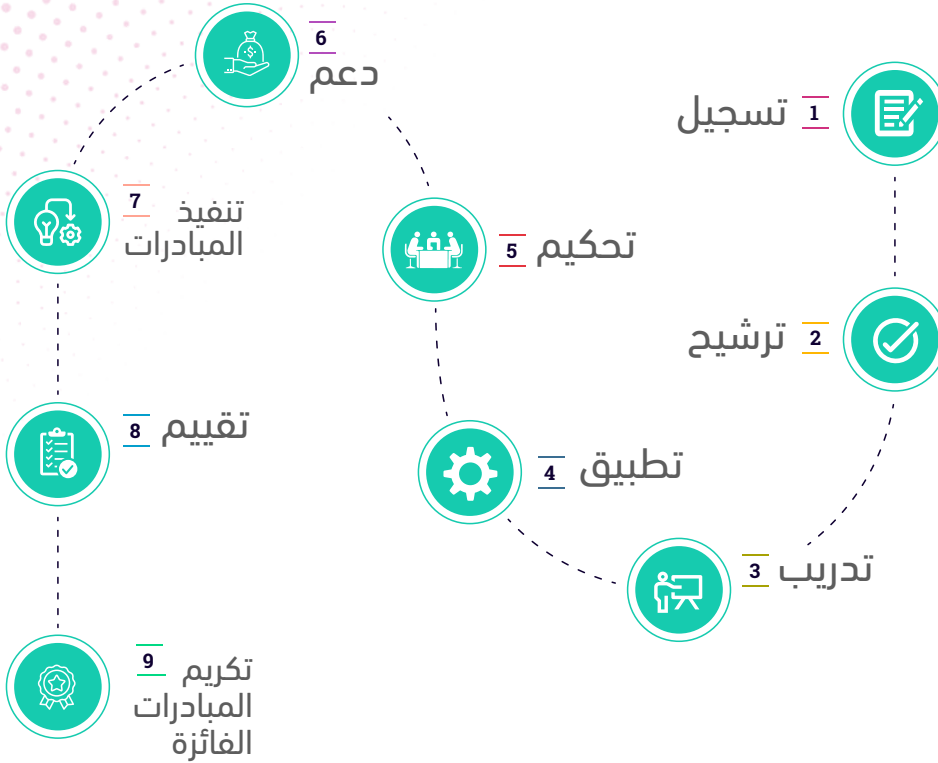 1 تسجيل
2 ترشيح
3 تدريب
4 تطبيق
5 تحكيم
6
دعم
7 تنفيذ
المبادرات
8 تقييم
9 تكريم
المبادرات
الفائزة